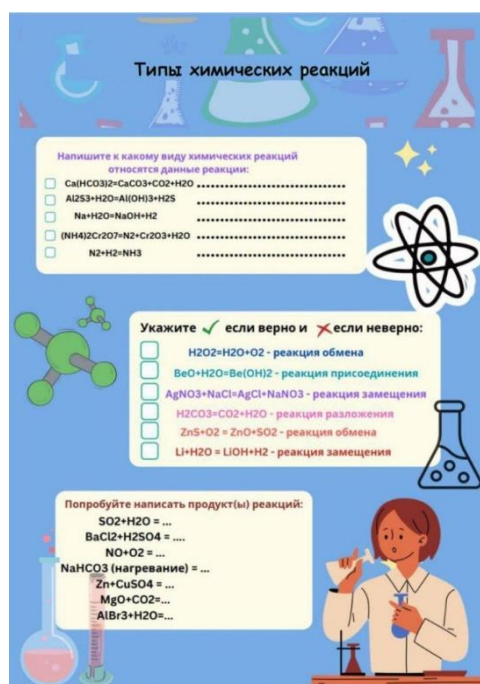 Типы химических реакций
Напишите к какому виду химических реакций
относятся данные реакции:
Ca(HCO3)2=CaCO3+CO2+H2O ....................................
Al2S3+H2O=Al(OH)3+H2S ....................................
Na+H2O=NaOH+H2 ....................................
(NH4)2Cr2O7=N2+Cr2O3+H2O ....................................
N2+H2=NH3 ....................................
Укажите ✓ если верно и ✗ если неверно:
H2O2=H2O+O2 - реакция обмена
BeO+H2O=Be(OH)2 - реакция присоединения
AgNO3+NaCl=AgCl+NaNO3 - реакция замещения
H2CO3=CO2+H2O - реакция разложения
ZnS+O2 = ZnO+SO2 - реакция обмена
Li+H2O = LiOH+H2 - реакция замещения
Попробуйте написать продукт(ы) реакций:
SO2+H2O = ...
BaCl2+H2SO4 = ....
NO+O2 = ...
NaHCO3 (нагревание) = ...
Zn+CuSO4 = ...
MgO+CO2=...
AlBr3+H2O=...